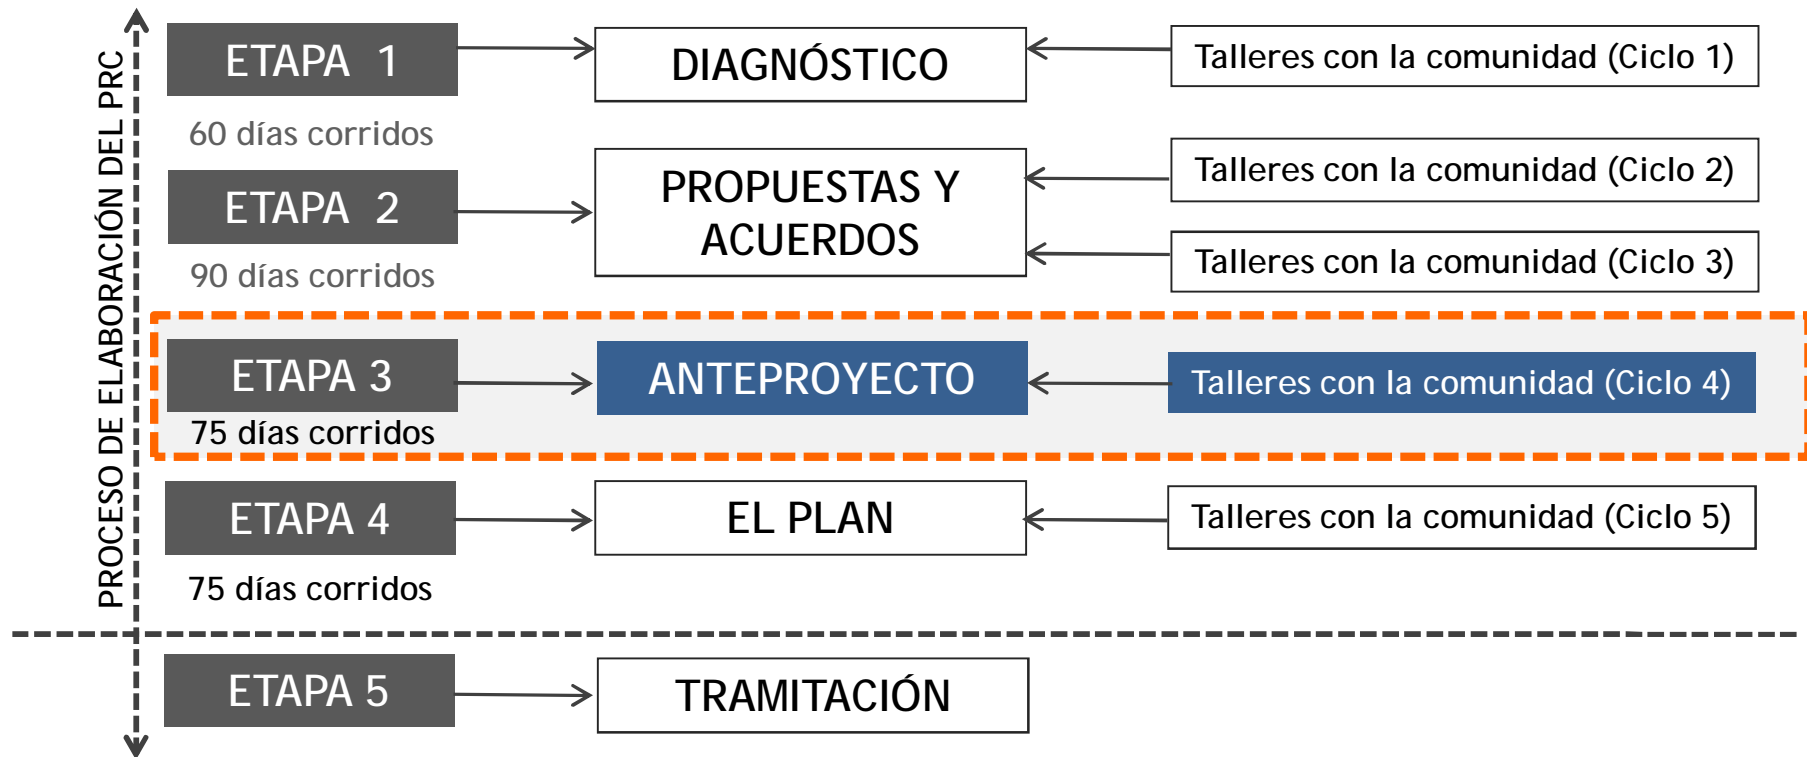 PROCESO DE ELABORACIÓN DEL PRC
ETAPA 1
DIAGNÓSTICO
Talleres con la comunidad (Ciclo 1)
60 días corridos
ETAPA 2
PROPUESTAS Y
ACUERDOS
Talleres con la comunidad (Ciclo 2)
Talleres con la comunidad (Ciclo 3)
90 días corridos
ETAPA 3
ANTEPROYECTO
Talleres con la comunidad (Ciclo 4)
75 días corridos
ETAPA 4
EL PLAN
Talleres con la comunidad (Ciclo 5)
75 días corridos
ETAPA 5
TRAMITACIÓN